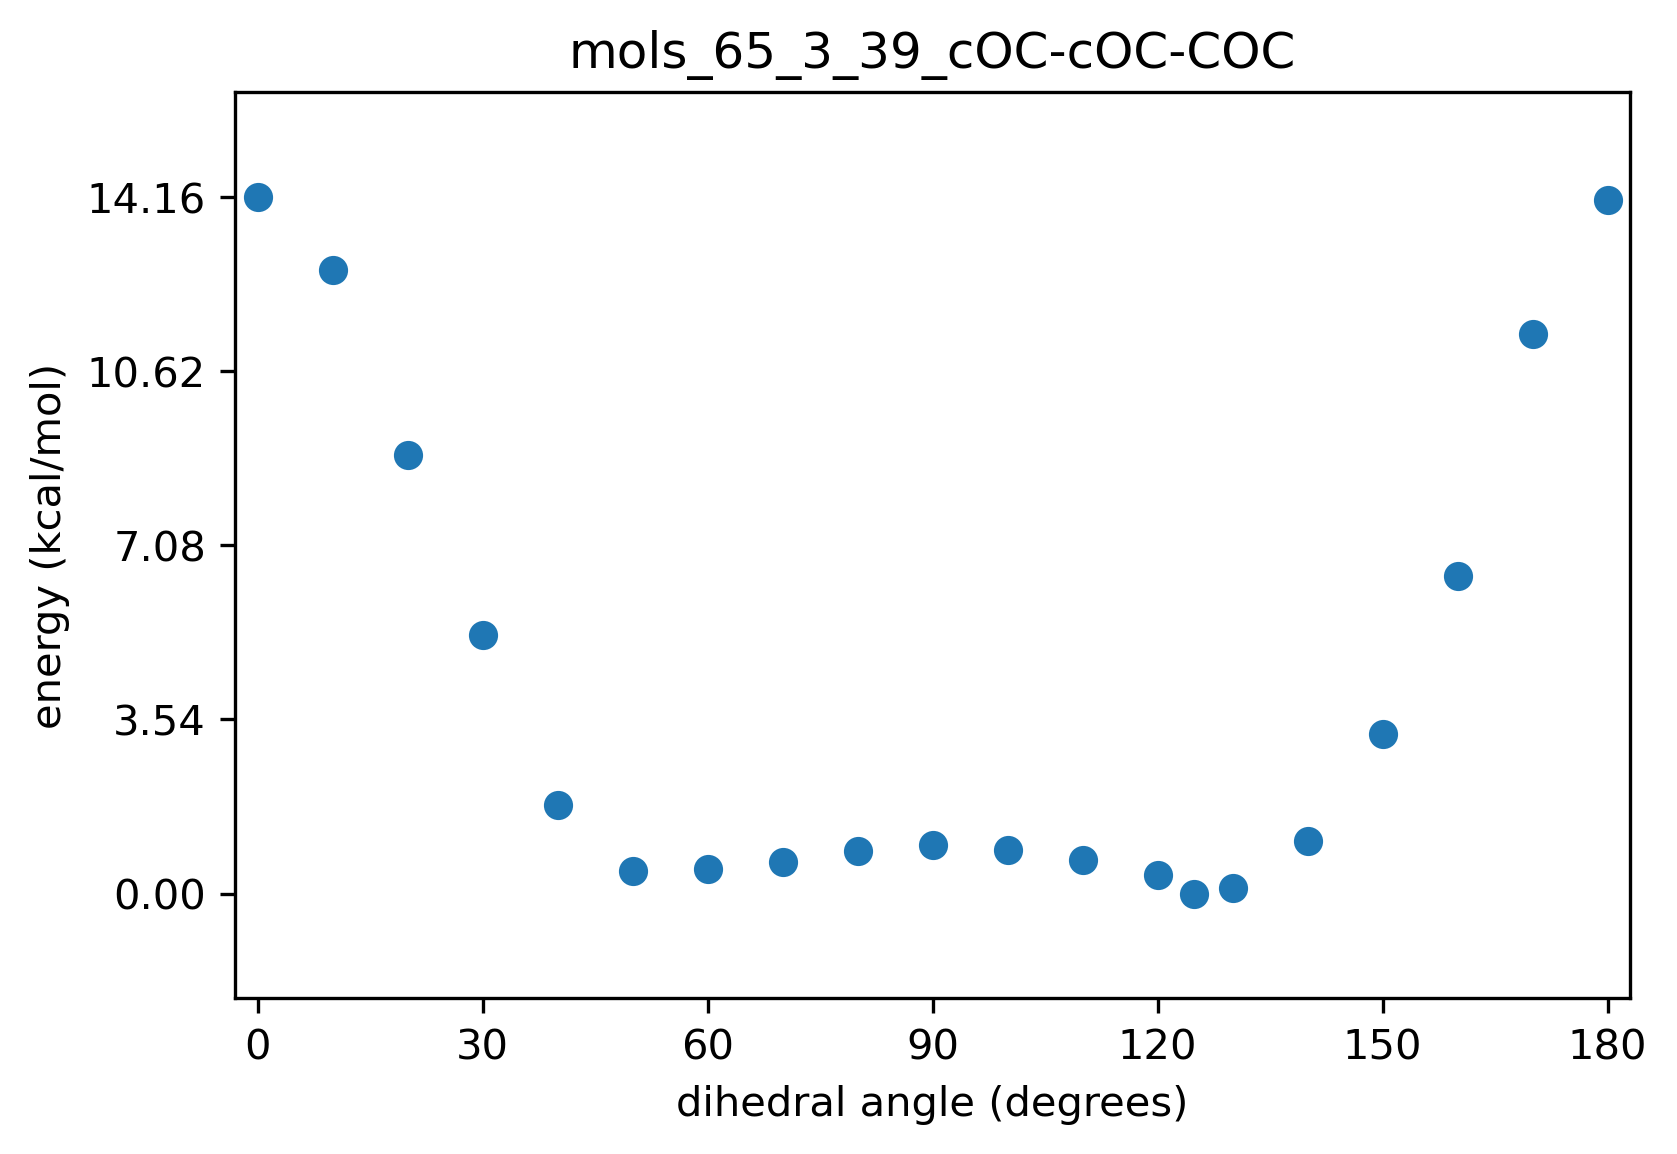 mols_65_3_39_cOC-cOC-COC
energy (kcal/mol)
14.16
10.62
7.08
3.54
0.00
0 30 60 90 120 150 180
dihedral angle (degrees)